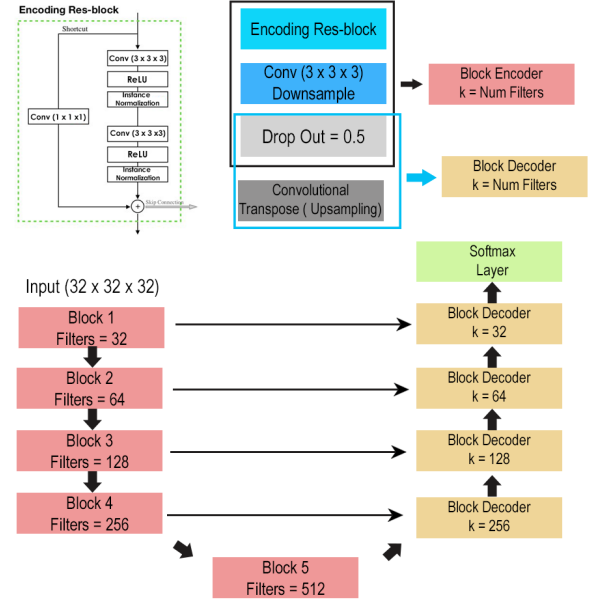 Encoding Res-block
Shortcut
Conv (3 x 3 x 3)
ReLU
Instance
Normalization
Conv (1 x 1 x1)
Conv (3 x 3 x3)
ReLU
Instance
Normalization
+
Skip Connection
Encoding Res-block
Conv (3 x 3 x 3)
Downsample
Drop Out = 0.5
Convolutional
Transpose ( Upsampling)
Block Encoder
k = Num Filters
Block Decoder
k = Num Filters
Softmax
Layer
Input (32 x 32 x 32)
Block 1
Filters = 32
Block Decoder
k = 32
Block 2
Filters = 64
Block Decoder
k = 64
Block 3
Filters = 128
Block Decoder
k = 128
Block 4
Filters = 256
Block Decoder
k = 256
Block 5
Filters = 512